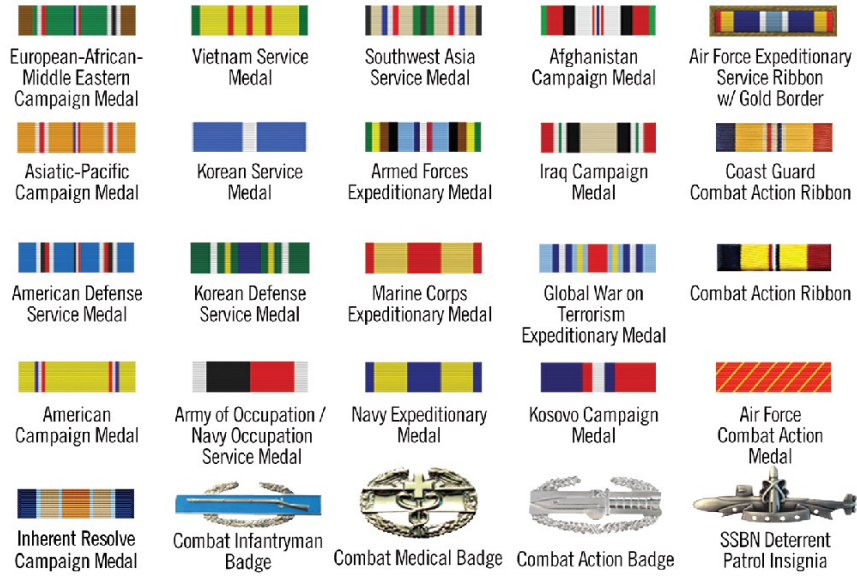 European-African-
Middle Eastern
Campaign Medal
Vietnam Service
Medal
Southwest Asia
Service Medal
Afghanistan
Campaign Medal
Air Force Expeditionary
Service Ribbon
w/ Gold Border
Asiatic-Pacific
Campaign Medal
Korean Service
Medal
Armed Forces
Expeditionary Medal
Iraq Campaign
Medal
Coast Guard
Combat Action Ribbon
American Defense
Service Medal
Korean Defense
Service Medal
Marine Corps
Expeditionary Medal
Global War on
Terrorism
Expeditionary Medal
Combat Action Ribbon
American
Campaign Medal
Army of Occupation /
Navy Occupation
Service Medal
Navy Expeditionary
Medal
Kosovo Campaign
Medal
Air Force
Combat Action
Medal
Inherent Resolve
Campaign Medal
Combat Infantryman
Badge
Combat Medical Badge
Combat Action Badge
SSBN Deterrent
Patrol Insignia